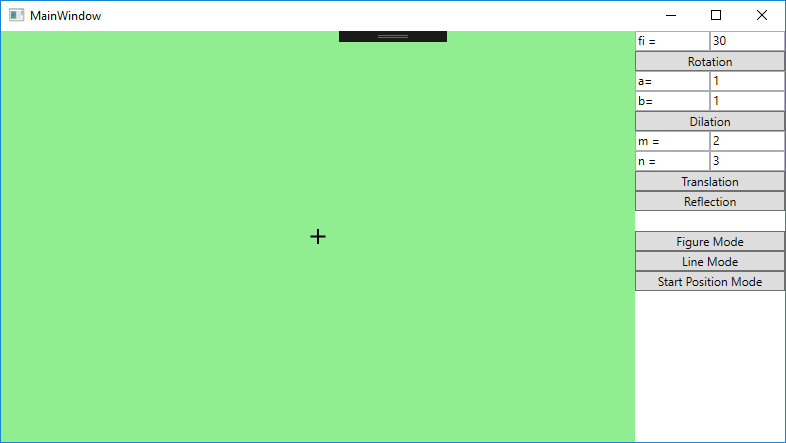 MainWindow
fi = 30
Rotation
a= 1
b= 1
Dilation
m = 2
n = 3
Translation
Reflection
Figure Mode
Line Mode
Start Position Mode